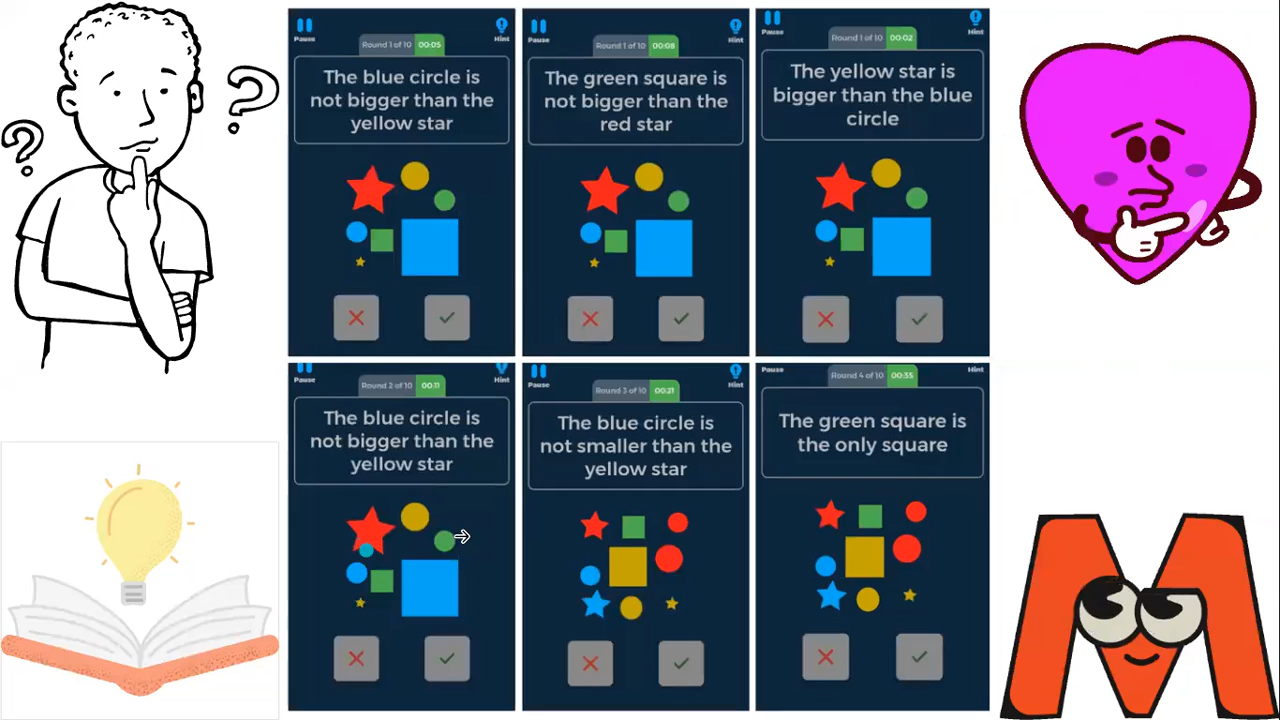 Pause
Hint
Round 1 of 10 00:05
The blue circle is
not bigger than the
yellow star
Pause
Hint
Round 1 of 10 00:08
The green square is
not bigger than the
red star
Pause
Hint
Round 1 of 10 00:02
The yellow star is
bigger than the blue
circle
? ?
Pause
Hint
Round 2 of 10 00:11
The blue circle is
not bigger than the
yellow star
Pause
Hint
Round 3 of 10 00:21
The blue circle is
not smaller than the
yellow star
Pause
Hint
Round 4 of 10 00:35
The green square is
the only square
M